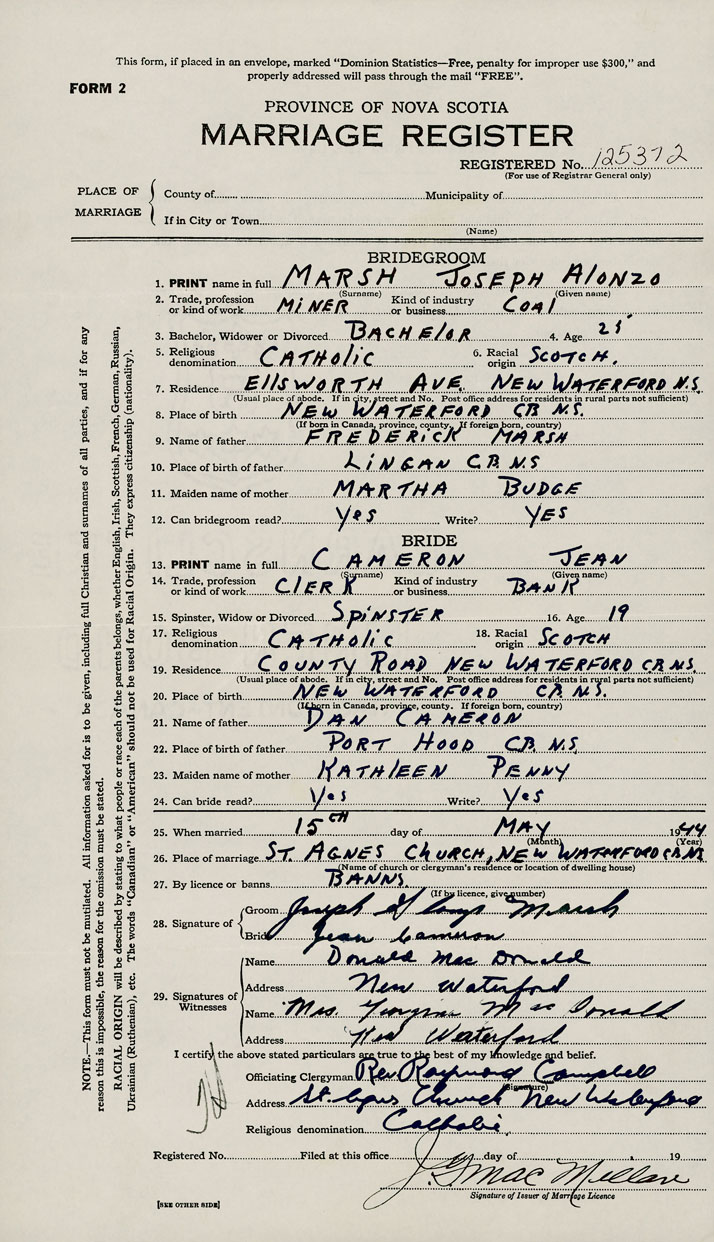 This form, if placed in an envelope, marked "Dominion Statistics—Free, penalty for improper use $300," and
properly addressed will pass through the mail "FREE".
FORM 2
PROVINCE OF NOVA SCOTIA
MARRIAGE REGISTER
REGISTERED No. 125372
(For use of Registrar General only)
PLACE OF MARRIAGE
County of Municipality of
If in City or Town
(Name)
BRIDEGROOM
1. PRINT name in full MARSH JOSEPH AlONZO
(Surname) (Given name)
2. Trade, profession or kind of work MiNER Kind of industry or business COAl
3. Bachelor, Widower or Divorced BACHElOR 4. Age 25
5. Religious denomination CATHOlic 6. Racial origin SCOTCH.
7. Residence EllSWORTH AVE. NEW WATERFORD N.S.
(Usual place of abode. If in city, street and No. Post office address for residents in rural parts not sufficient)
8. Place of birth NEW WATERFORD CB N.S.
(If born in Canada, province, county. If foreign born, country)
9. Name of father FREDERICK MARSH
10. Place of birth of father LiNGAN C.B. N.S
11. Maiden name of mother MARTHA BUDGE
12. Can bridegroom read? Yes Write? YES
BRIDE
13. PRINT name in full CAMERON JEAN
(Surname) (Given name)
14. Trade, profession or kind of work ClERK Kind of industry or business BANK
15. Spinster, Widow or Divorced SPiNSTER 16. Age 19
17. Religious denomination CATHOlic 18. Racial origin SCOTCH
19. Residence COUNTY ROAD NEW WATERFORD C.B. N.S.
(Usual place of abode. If in city, street and No. Post office address for residents in rural parts not sufficient)
20. Place of birth NEW WATERFORD C.B. N.S.
(If born in Canada, province, county. If foreign born, country)
21. Name of father DAN CAMERON
22. Place of birth of father PORT HOOD C.B. N.S.
23. Maiden name of mother KATHlEEN PENNY
24. Can bride read? Yes Write? Yes
25. When married 15TH day of MAY 1944
(Month) (Year)
26. Place of marriage ST. AGNES CHURCH, NEW WATERFORD C.B. N.S
(Name of church or clergyman's residence or location of dwelling house)
27. By licence or banns BANNS.
(If by licence, give number)
28. Signature of
Groom Joseph Marsh
Bride Jean Cameron
29. Signatures of Witnesses
Name Donald Mac Donald
Address New Waterford
Name Mrs. Mac Donald
Address New Waterford
I certify the above stated particulars are true to the best of my knowledge and belief.
Officiating Clergyman Rev Raymond Campbell
(Signature)
Address St. Agnes Church New Waterford
Religious denomination Catholic
Registered No. Filed at this office day of 19
J. G. Mac Millan
Signature of Issuer of Marriage Licence
[SEE OTHER SIDE]
NOTE.—This form must not be mutilated. All information asked for is to be given, including full Christian and surnames of all parties, and if for any
reason this is impossible, the reason for the omission must be stated.
RACIAL ORIGIN will be described by stating to what people or race each of the parents belongs, whether English, Irish, Scottish, French, German, Russian,
Ukrainian (Ruthenian), etc. The words "Canadian" or "American" should not be used for Racial Origin. They express citizenship (nationality).